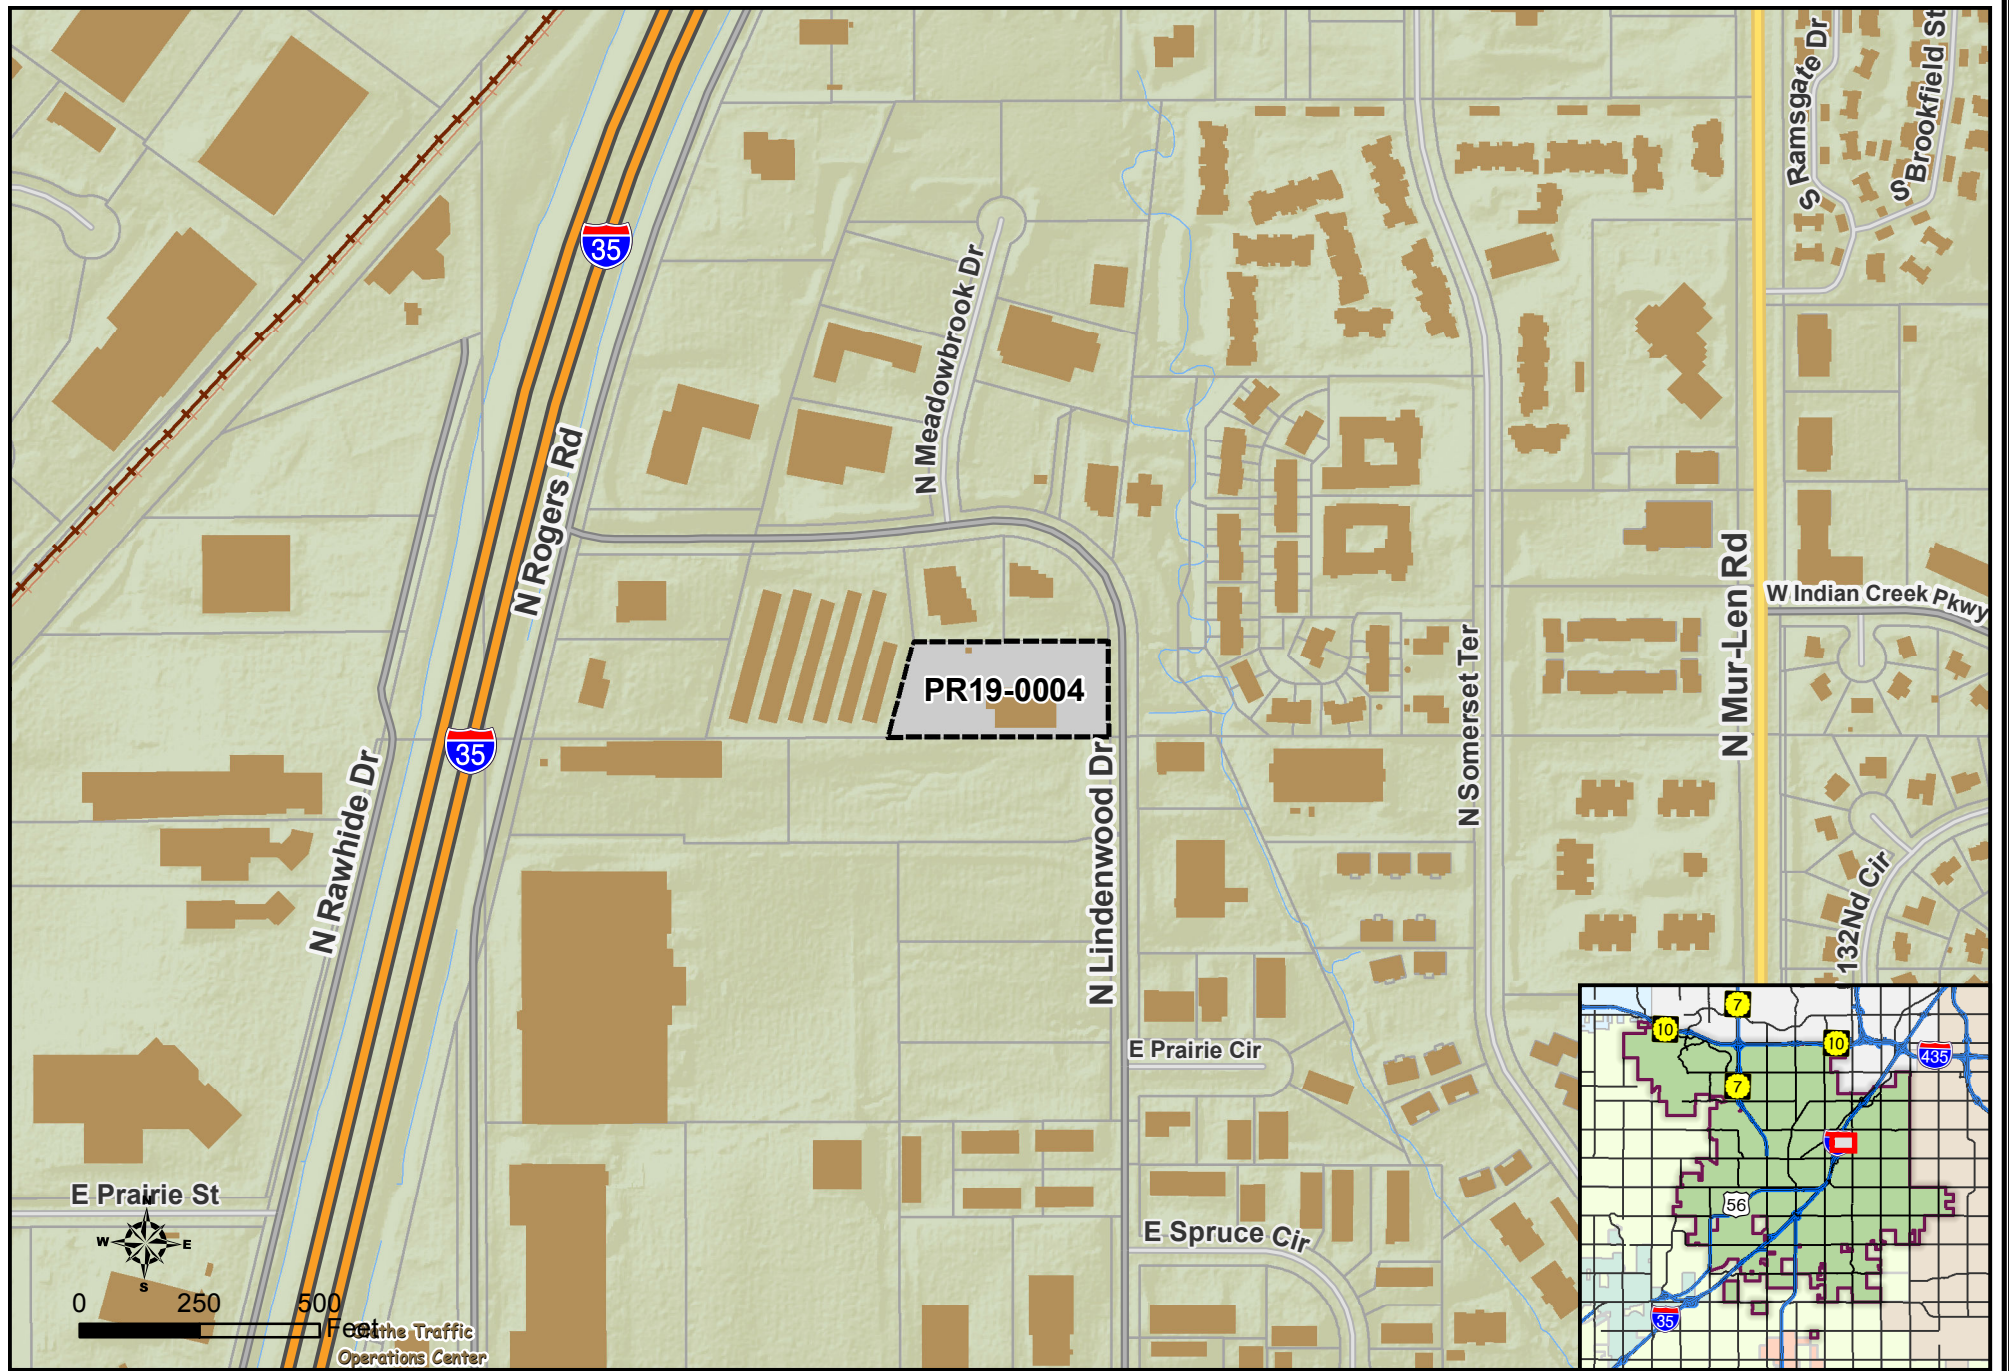 S Ramsgate Dr
S Brookfield St
35
N Meadowbrook Dr
N Rogers Rd
N Mur-Len Rd
W Indian Creek Pkwy
PR19-0004
N Somerset Ter
35
N Rawhide Dr
N Lindenwood Dr
132Nd Cir
E Prairie Cir
E Prairie St
E Spruce Cir
N
W E
S
0 250 500
Feet
Olathe Traffic
Operations Center
7
10
10
435
7
56
35